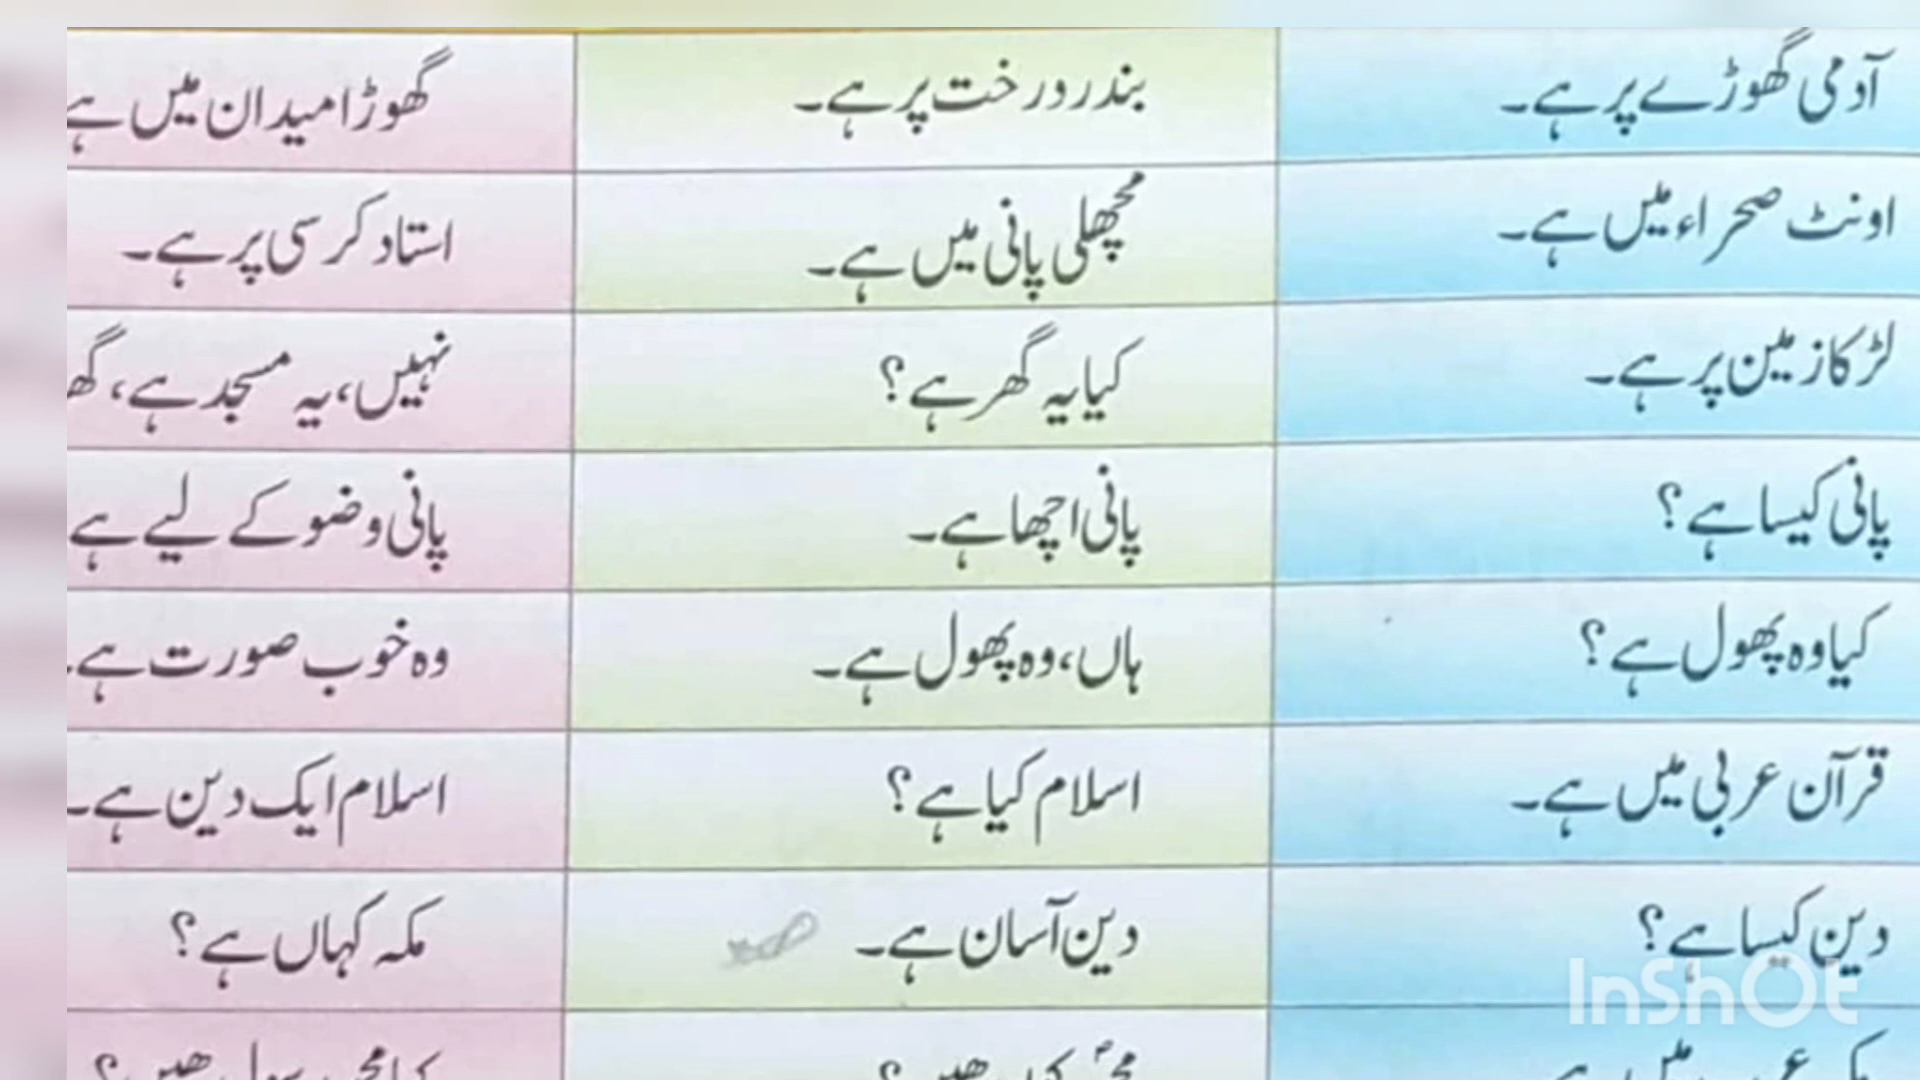 آدمی گھوڑے پر ہے۔
بندر درخت پر ہے۔
گھوڑا میدان میں ہے
اونٹ صحراء میں ہے۔
مچھلی پانی میں ہے۔
استاد کرسی پر ہے۔
لڑکا زمین پر ہے۔
کیا یہ گھر ہے؟
نہیں، یہ مسجد ہے، گھ
پانی کیسا ہے؟
پانی اچھا ہے۔
پانی وضو کے لیے ہے
کیا وہ پھول ہے؟
ہاں، وہ پھول ہے۔
وہ خوب صورت ہے۔
قرآن عربی میں ہے۔
اسلام کیا ہے؟
اسلام ایک دین ہے۔
دین کیسا ہے؟
دین آسان ہے۔
مکہ کہاں ہے؟
InShOt